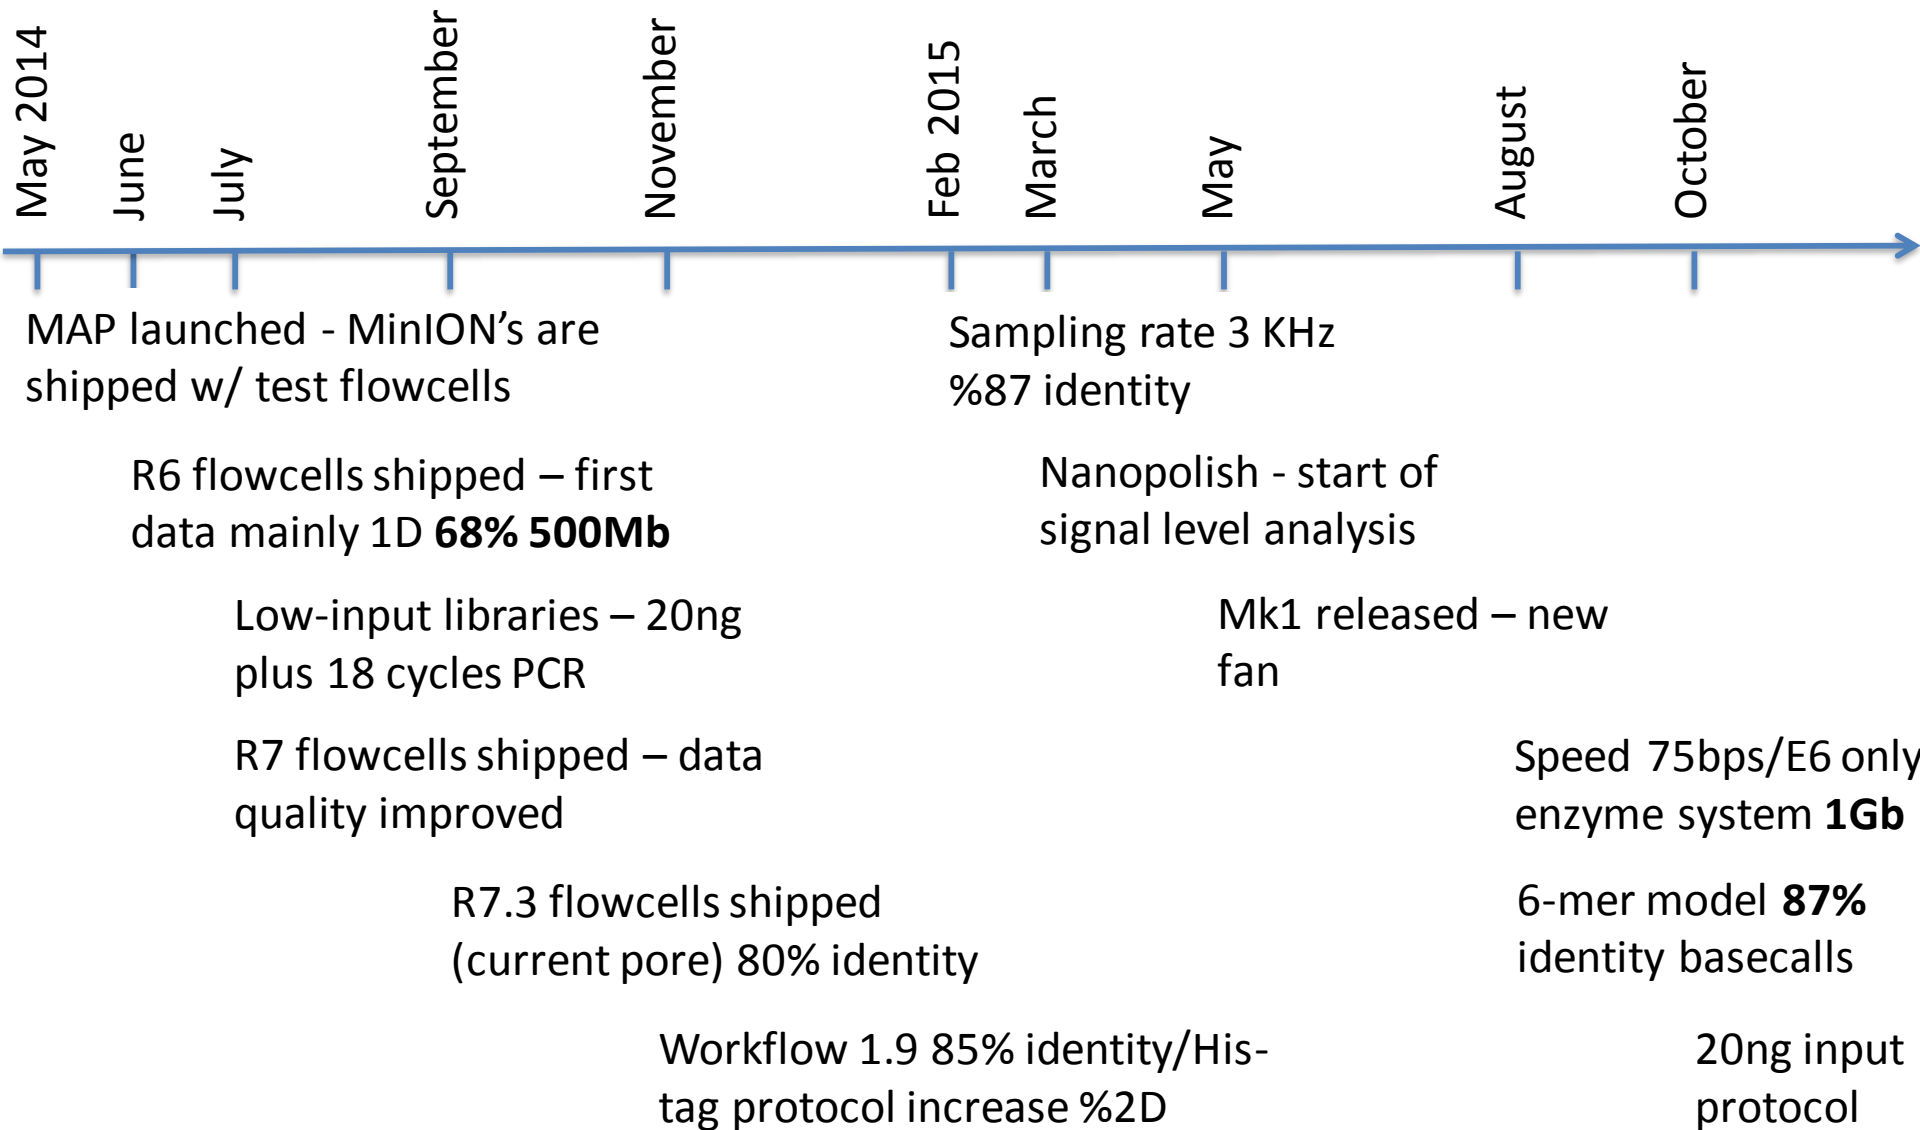 May 2014
June
July
September
November
Feb 2015
March
May
August
October
MAP launched - MinION’s are
shipped w/ test flowcells
R6 flowcells shipped – first
data mainly 1D 68% 500Mb
Low-input libraries – 20ng
plus 18 cycles PCR
R7 flowcells shipped – data
quality improved
R7.3 flowcells shipped
(current pore) 80% identity
Workflow 1.9 85% identity/His-
tag protocol increase %2D
Sampling rate 3 KHz
%87 identity
Nanopolish - start of
signal level analysis
Mk1 released – new
fan
Speed 75bps/E6 only
enzyme system 1Gb
6-mer model 87%
identity basecalls
20ng input
protocol